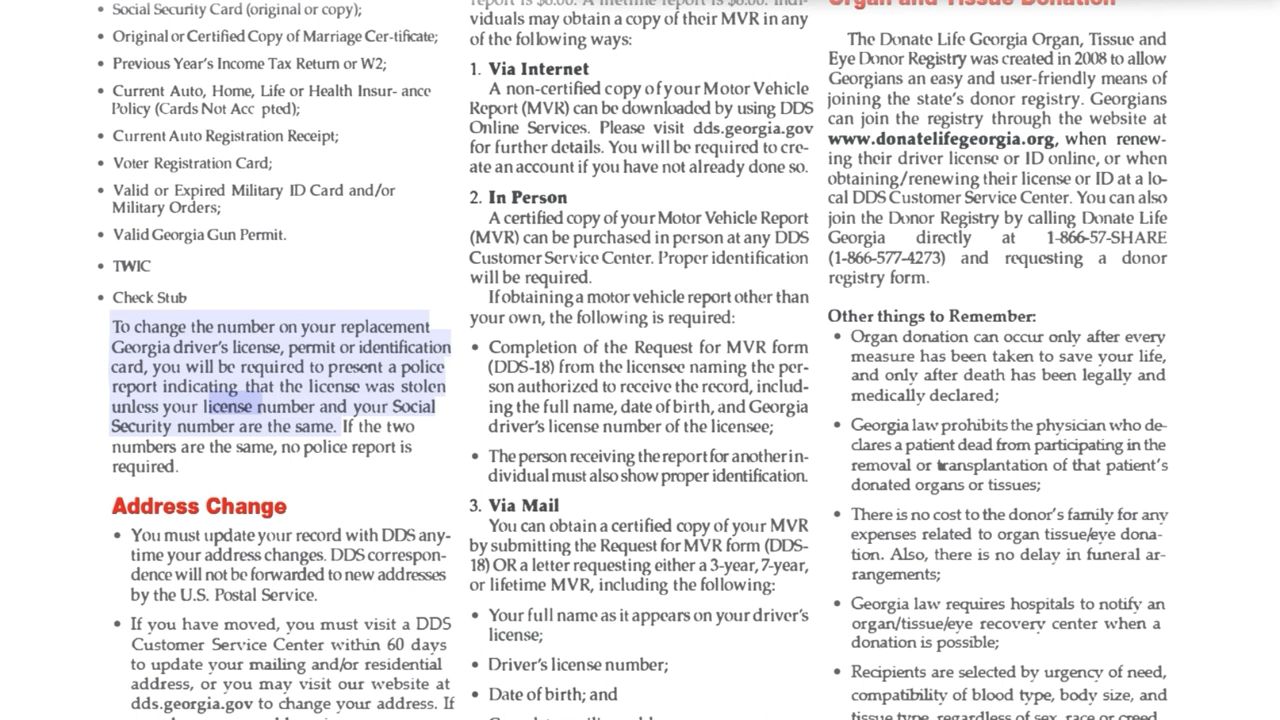 • Social Security Card (original or copy);
• Original or Certified Copy of Marriage Cer-tificate;
• Previous Year's Income Tax Return or W2;
• Current Auto, Home, Life or Health Insur- ance
Policy (Cards Not Acc pted);
• Current Auto Registration Receipt;
• Voter Registration Card;
• Valid or Expired Military ID Card and/or
Military Orders;
• Valid Georgia Gun Permit.
• TWIC
• Check Stub
To change the number on your replacement
Georgia driver's license, permit or identification
card, you will be required to present a police
report indicating that the license was stolen
unless your license number and your Social
Security number are the same. If the two
numbers are the same, no police report is
required.
Address Change
• You must update your record with DDS any-
time your address changes. DDS correspon-
dence will not be forwarded to new addresses
by the U.S. Postal Service.
• If you have moved, you must visit a DDS
Customer Service Center within 60 days
to update your mailing and/or residential
address, or you may visit our website at
dds.georgia.gov to change your address. If
report is $6.00. A lifetime report is $8.00. Indi-
viduals may obtain a copy of their MVR in any
of the following ways:
1. Via Internet
A non-certified copy of your Motor Vehicle
Report (MVR) can be downloaded by using DDS
Online Services. Please visit dds.georgia.gov
for further details. You will be required to cre-
ate an account if you have not already done so.
2. In Person
A certified copy of your Motor Vehicle Report
(MVR) can be purchased in person at any DDS
Customer Service Center. Proper identification
will be required.
If obtaining a motor vehicle report other than
your own, the following is required:
• Completion of the Request for MVR form
(DDS-18) from the licensee naming the per-
son authorized to receive the record, includ-
ing the full name, date of birth, and Georgia
driver's license number of the licensee;
• The person receiving the report for another in-
dividual must also show proper identification.
3. Via Mail
You can obtain a certified copy of your MVR
by submitting the Request for MVR form (DDS-
18) OR a letter requesting either a 3-year, 7-year,
or lifetime MVR, including the following:
• Your full name as it appears on your driver's
license;
• Driver's license number;
• Date of birth; and
Organ and Tissue Donation
The Donate Life Georgia Organ, Tissue and
Eye Donor Registry was created in 2008 to allow
Georgians an easy and user-friendly means of
joining the state's donor registry. Georgians
can join the registry through the website at
www.donatelifegeorgia.org, when renew-
ing their driver license or ID online, or when
obtaining/renewing their license or ID at a lo-
cal DDS Customer Service Center. You can also
join the Donor Registry by calling Donate Life
Georgia directly at 1-866-57-SHARE
(1-866-577-4273) and requesting a donor
registry form.
Other things to Remember:
• Organ donation can occur only after every
measure has been taken to save your life,
and only after death has been legally and
medically declared;
• Georgia law prohibits the physician who de-
clares a patient dead from participating in the
removal or transplantation of that patient's
donated organs or tissues;
• There is no cost to the donor's family for any
expenses related to organ tissue/eye dona-
tion. Also, there is no delay in funeral ar-
rangements;
• Georgia law requires hospitals to notify an
organ/tissue/eye recovery center when a
donation is possible;
• Recipients are selected by urgency of need,
compatibility of blood type, body size, and
tissue type, regardless of sex, race or creed